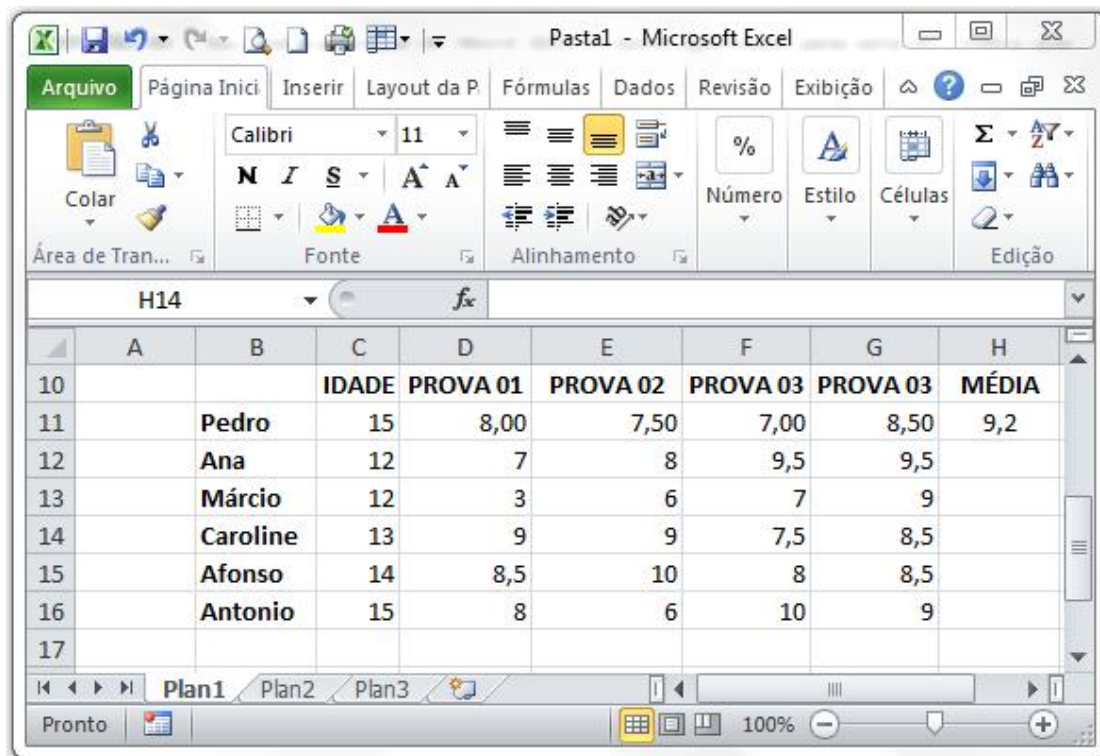 Pasta1 - Microsoft Excel
Arquivo Página Inici Inserir Layout da P Fórmulas Dados Revisão Exibição
Colar Calibri 11 % A Σ A Z
N I S A A Número Estilo Células
A
Área de Tran... Fonte Alinhamento Edição
H14 fx
A B C D E F G H
10 IDADE PROVA 01 PROVA 02 PROVA 03 PROVA 03 MÉDIA
11 Pedro 15 8,00 7,50 7,00 8,50 9,2
12 Ana 12 7 8 9,5 9,5
13 Márcio 12 3 6 7 9
14 Caroline 13 9 9 7,5 8,5
15 Afonso 14 8,5 10 8 8,5
16 Antonio 15 8 6 10 9
17
Plan1 Plan2 Plan3
Pronto 100%